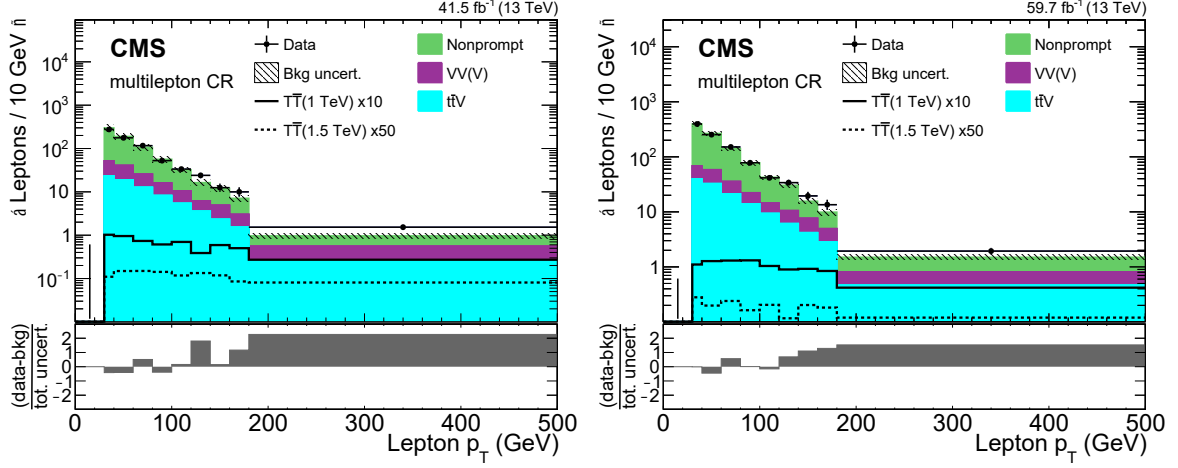 41.5 fb⁻¹ (13 TeV)
CMS
multilepton CR
Data
Bkg uncert.
TT̅(1 TeV) x10
TT̅(1.5 TeV) x50
Nonprompt
VV(V)
tt̅V
10⁴
10³
10²
10
1
10⁻¹
á Leptons / 10 GeV ñ
2
1
0
−1
−2
(data-bkg)
tot. uncert.
0 100 200 300 400 500
Lepton p_T (GeV)
59.7 fb⁻¹ (13 TeV)
CMS
multilepton CR
Data
Bkg uncert.
TT̅(1 TeV) x10
TT̅(1.5 TeV) x50
Nonprompt
VV(V)
tt̅V
10⁴
10³
10²
10
1
á Leptons / 10 GeV ñ
2
1
0
−1
−2
(data-bkg)
tot. uncert.
0 100 200 300 400 500
Lepton p_T (GeV)